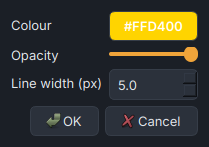 Colour #FFD400
Opacity
Line width (px) 5.0
OK Cancel